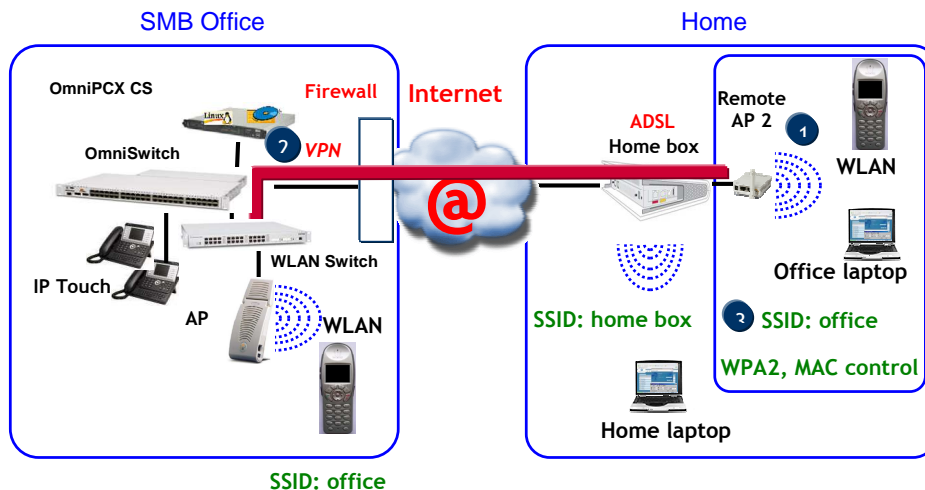 SMB Office
Home
OmniPCX CS
Linux
Firewall
Internet
Remote
AP 2
1
2
VPN
ADSL
Home box
WLAN
OmniSwitch
@
WLAN Switch
IP Touch
AP
WLAN
Office laptop
SSID: home box
3
SSID: office
WPA2, MAC control
Home laptop
SSID: office